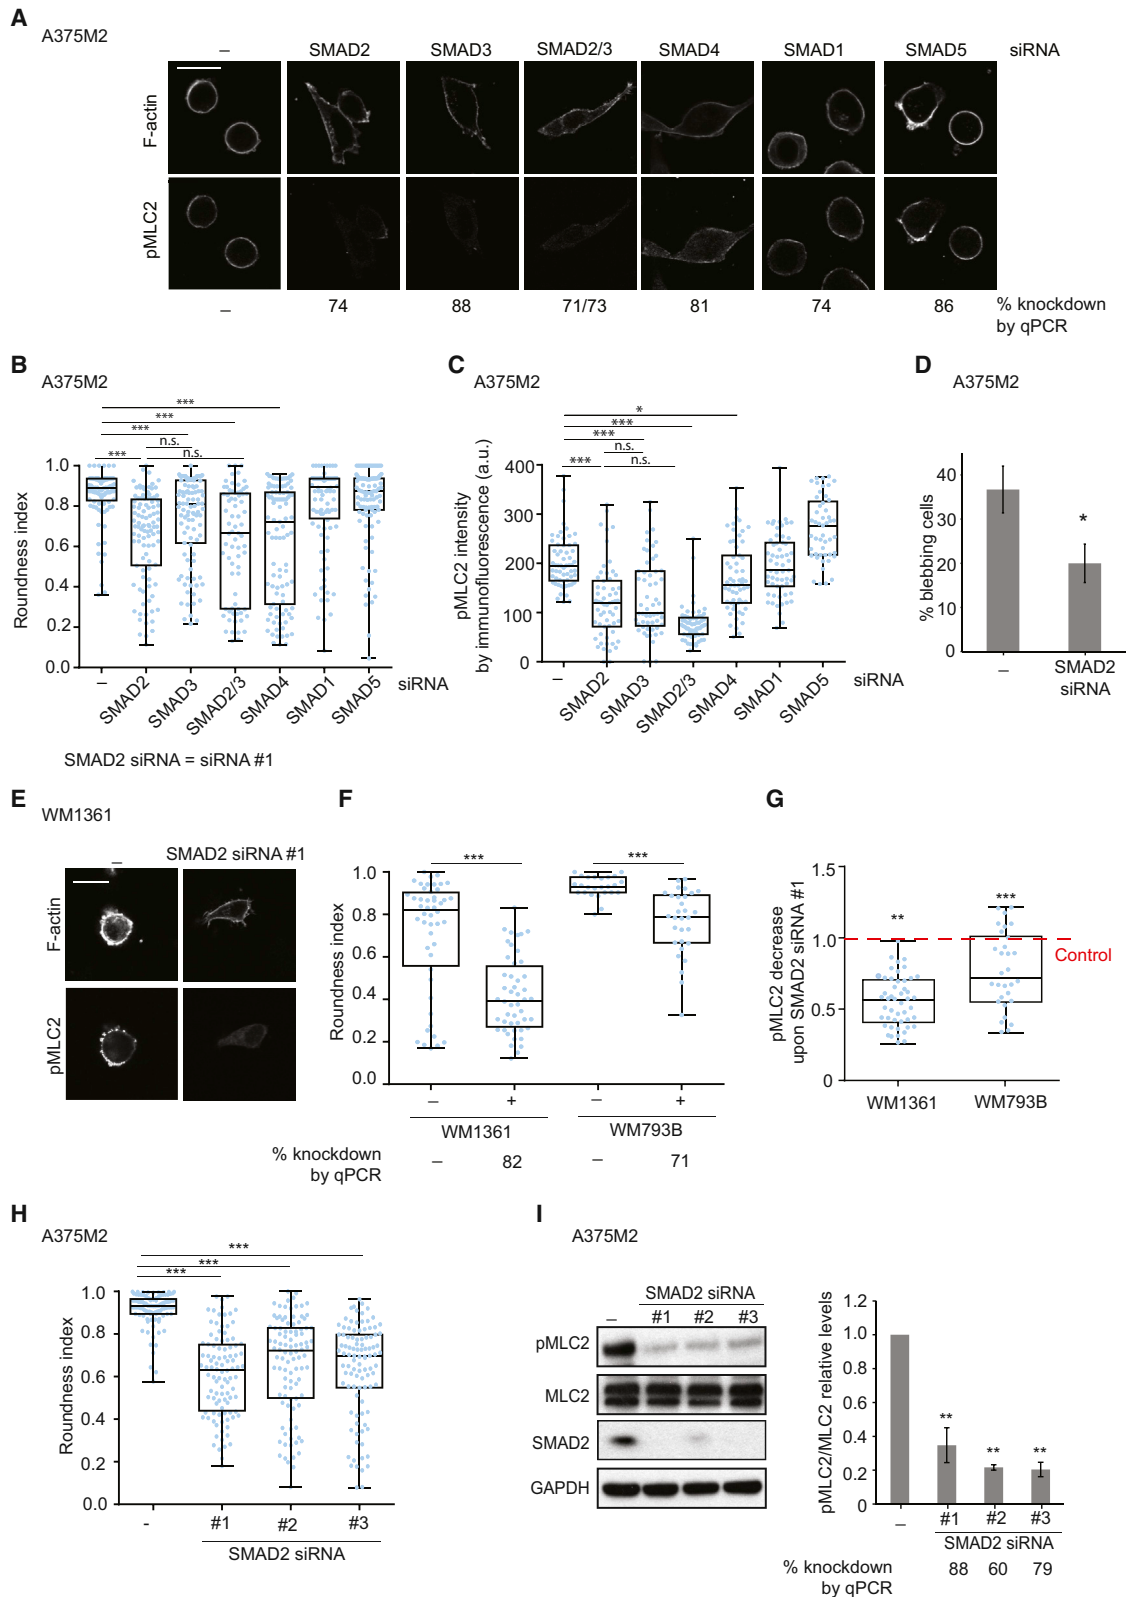 A
A375M2
– SMAD2 SMAD3 SMAD2/3 SMAD4 SMAD1 SMAD5 siRNA
F-actin
pMLC2
– 74 88 71/73 81 74 86 % knockdown
by qPCR
B
A375M2
***
***
***
n.s.
*** n.s.
Roundness index
1.0
0.8
0.6
0.4
0.2
0.0
– SMAD2 SMAD3 SMAD2/3 SMAD4 SMAD1 SMAD5 siRNA
SMAD2 siRNA = siRNA #1
C
A375M2
*
***
***
n.s.
*** n.s.
pMLC2 intensity
by immunofluorescence (a.u.)
400
300
200
100
0
– SMAD2 SMAD3 SMAD2/3 SMAD4 SMAD1 SMAD5 siRNA
D
A375M2
% blebbing cells
40
30
20
10
0
*
– SMAD2
siRNA
E
WM1361
– SMAD2 siRNA #1
F-actin
pMLC2
F
*** ***
Roundness index
1.0
0.8
0.6
0.4
0.2
0.0
– + – +
WM1361 WM793B
% knockdown
by qPCR
– 82 – 71
G
pMLC2 decrease
upon SMAD2 siRNA #1
1.5
1.0
0.5
0
** ***
Control
WM1361 WM793B
H
A375M2
***
***
***
Roundness index
1.0
0.8
0.6
0.4
0.2
0.0
- #1 #2 #3
SMAD2 siRNA
I
A375M2
SMAD2 siRNA
– #1 #2 #3
pMLC2
MLC2
SMAD2
GAPDH
pMLC2/MLC2 relative levels
1.2
1.0
0.8
0.6
0.4
0.2
0
** ** **
– #1 #2 #3
SMAD2 siRNA
% knockdown
by qPCR
88 60 79